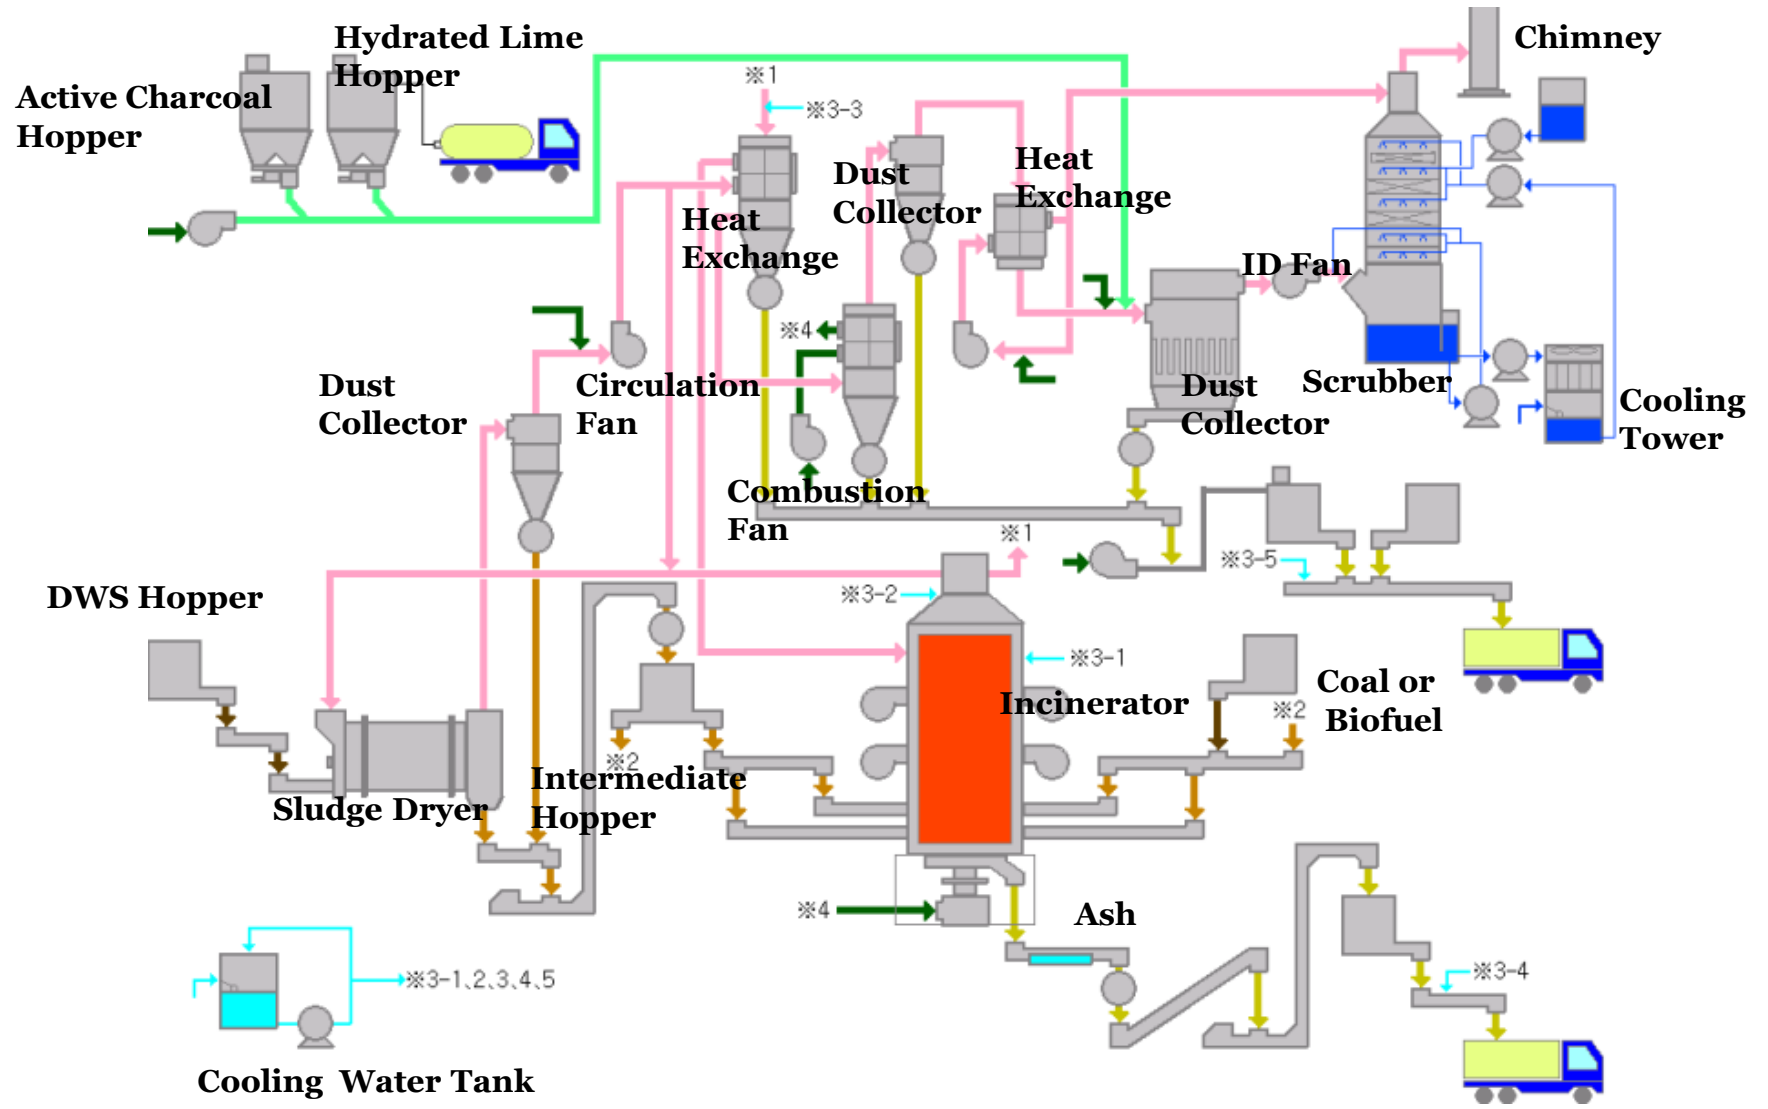 Hydrated Lime
Hopper
Chimney
Active Charcoal
Hopper
※1
※3-3
Heat
Exchange
Dust
Collector
Heat
Exchange
ID Fan
※4
Dust
Collector
Circulation
Fan
Dust
Collector
Scrubber
Cooling
Tower
Combustion
Fan
※1
※3-5
DWS Hopper
※3-2
※3-1
Incinerator
Coal or
Biofuel
※2
※2
Intermediate
Hopper
Sludge Dryer
※4
Ash
※3-4
※3-1、2、3、4、5
Cooling Water Tank